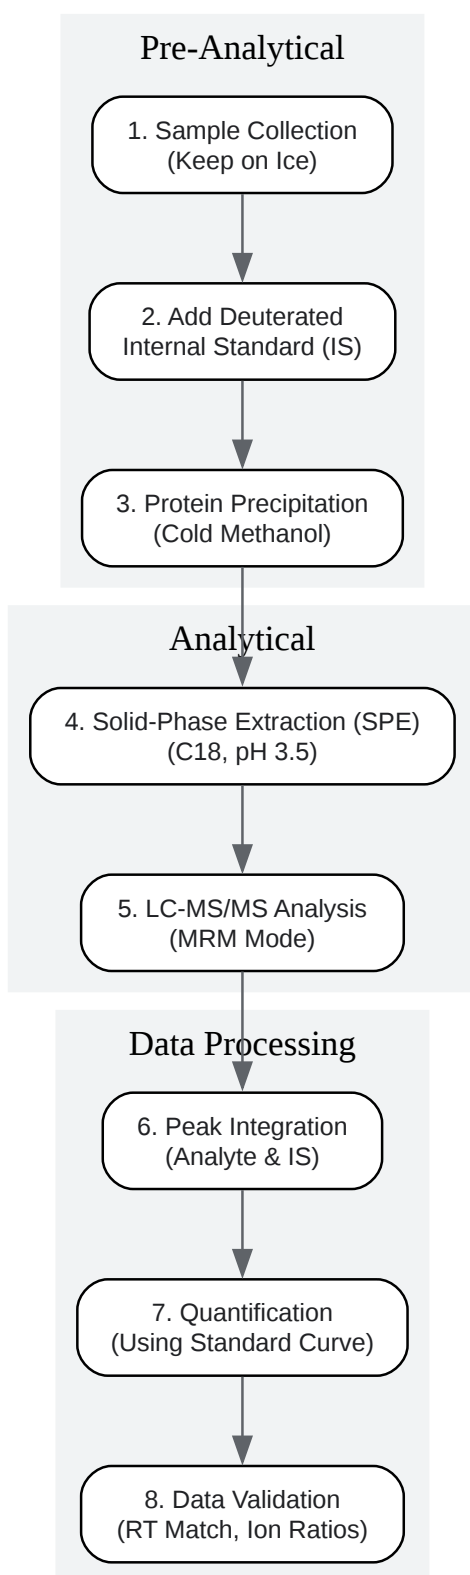 Pre-Analytical
1. Sample Collection
(Keep on Ice)
2. Add Deuterated
Internal Standard (IS)
3. Protein Precipitation
(Cold Methanol)
Analytical
4. Solid-Phase Extraction (SPE)
(C18, pH 3.5)
5. LC-MS/MS Analysis
(MRM Mode)
Data Processing
6. Peak Integration
(Analyte & IS)
7. Quantification
(Using Standard Curve)
8. Data Validation
(RT Match, Ion Ratios)